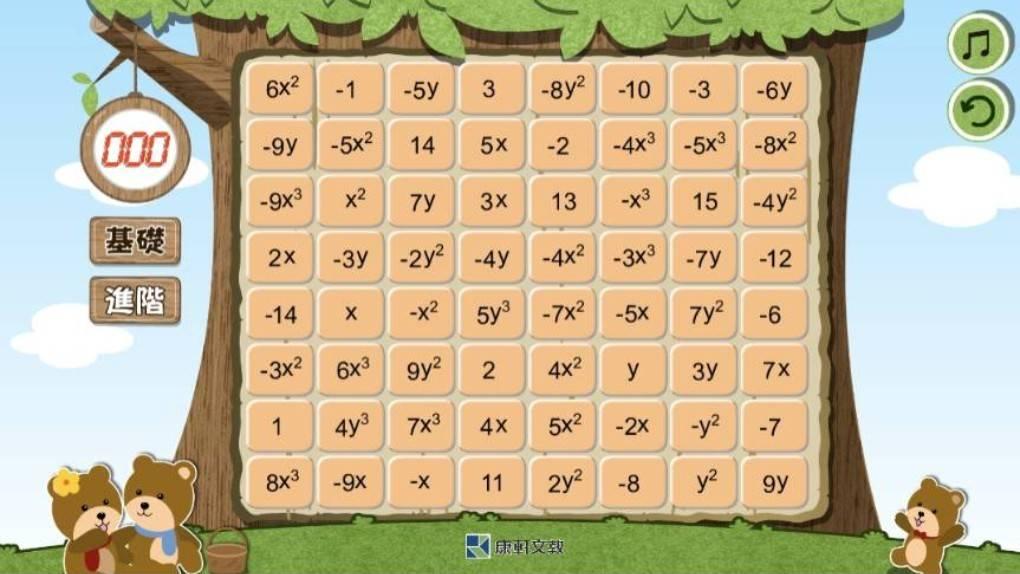 000
基礎
進階
6x² -1 -5y 3 -8y² -10 -3 -6y
-9y -5x² 14 5x -2 -4x³ -5x³ -8x²
-9x³ x² 7y 3x 13 -x³ 15 -4y²
2x -3y -2y² -4y -4x² -3x³ -7y -12
-14 x -x² 5y³ -7x² -5x 7y² -6
-3x² 6x³ 9y² 2 4x² y 3y 7x
1 4y³ 7x³ 4x 5x² -2x -y² -7
8x³ -9x -x 11 2y² -8 y² 9y
康軒文教